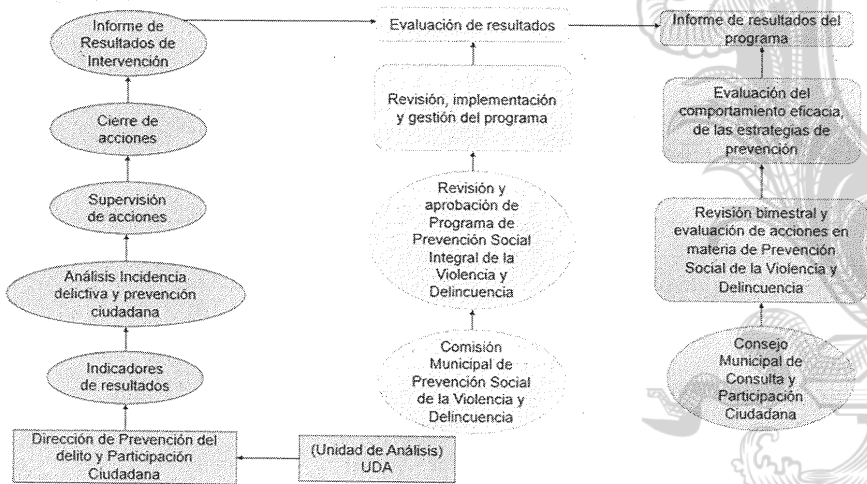 Informe de
Resultados de
Intervención
Evaluación de resultados
Informe de resultados del
programa
Cierre de
acciones
Revisión, implementación
y gestión del programa
Evaluación del
comportamiento eficacia,
de las estrategias de
prevención
Supervisión
de acciones
Revisión y
aprobación de
Programa de
Prevención Social
Integral de la
Violencia y
Delincuencia
Revisión bimestral y
evaluación de acciones en
materia de Prevención
Social de la Violencia y
Delincuencia
Análisis Incidencia
delictiva y prevención
ciudadana
Indicadores
de resultados
Comisión
Municipal de
Prevención Social
de la Violencia y
Delincuencia
Consejo
Municipal de
Consulta y
Participación
Ciudadana
Dirección de Prevención del
delito y Participación
Ciudadana
(Unidad de Análisis)
UDA